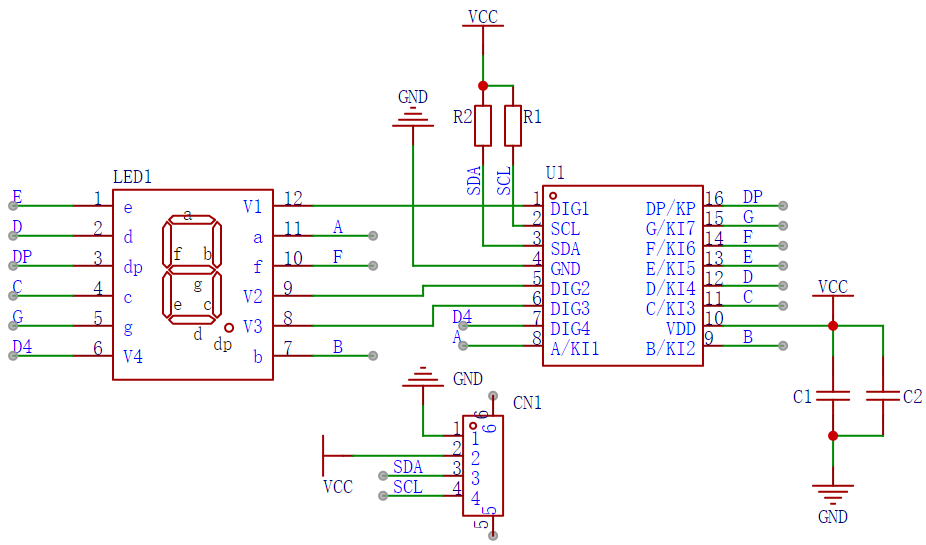 VCC
GND
R2
R1
SDA
SCL
LED1
E 1 e
D 2 d
DP 3 dp
C 4 c
G 5 g
D4 6 V4
a
f b
g
e c
d dp
V1 12
a 11 A
f 10 F
V2 9
V3 8
b 7 B
U1
1 DIG1
2 SCL
3 SDA
4 GND
5 DIG2
6 DIG3
D4 7 DIG4
A 8 A/KI1
DP/KP 16 DP
G/KI7 15 G
F/KI6 14 F
E/KI5 13 E
D/KI4 12 D
C/KI3 11 C
VDD 10
B/KI2 9 B
VCC
C1
C2
GND
GND
CN1
6 6
1 1
2 2
VCC
SDA 3 3
SCL 4 4
5 5